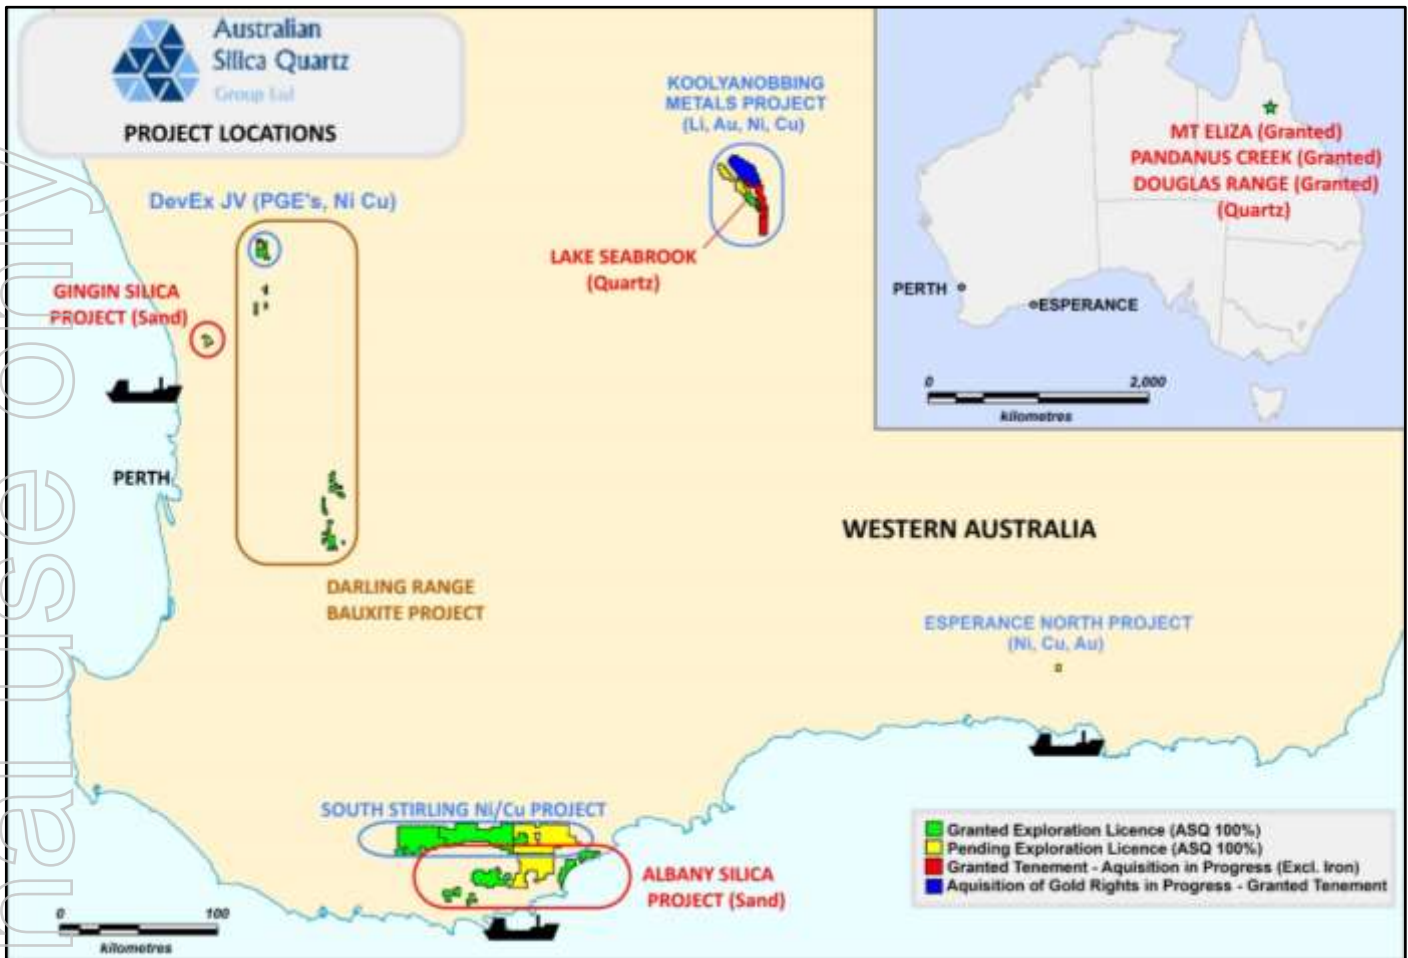 Australian
Silica Quartz
Group Ltd
PROJECT LOCATIONS
KOOLYANOBBING
METALS PROJECT
(Li, Au, Ni, Cu)
DevEx JV (PGE's, Ni Cu)
LAKE SEABROOK
(Quartz)
GINGIN SILICA
PROJECT (Sand)
PERTH
DARLING RANGE
BAUXITE PROJECT
WESTERN AUSTRALIA
ESPERANCE NORTH PROJECT
(Ni, Cu, Au)
SOUTH STIRLING Ni/Cu PROJECT
ALBANY SILICA
PROJECT (Sand)
0 100
kilometres
MT ELIZA (Granted)
PANDANUS CREEK (Granted)
DOUGLAS RANGE (Granted)
(Quartz)
PERTH
ESPERANCE
0 2,000
kilometres
Granted Exploration Licence (ASQ 100%)
Pending Exploration Licence (ASQ 100%)
Granted Tenement - Aquisition in Progress (Excl. Iron)
Aquisition of Gold Rights in Progress - Granted Tenement
nal use only